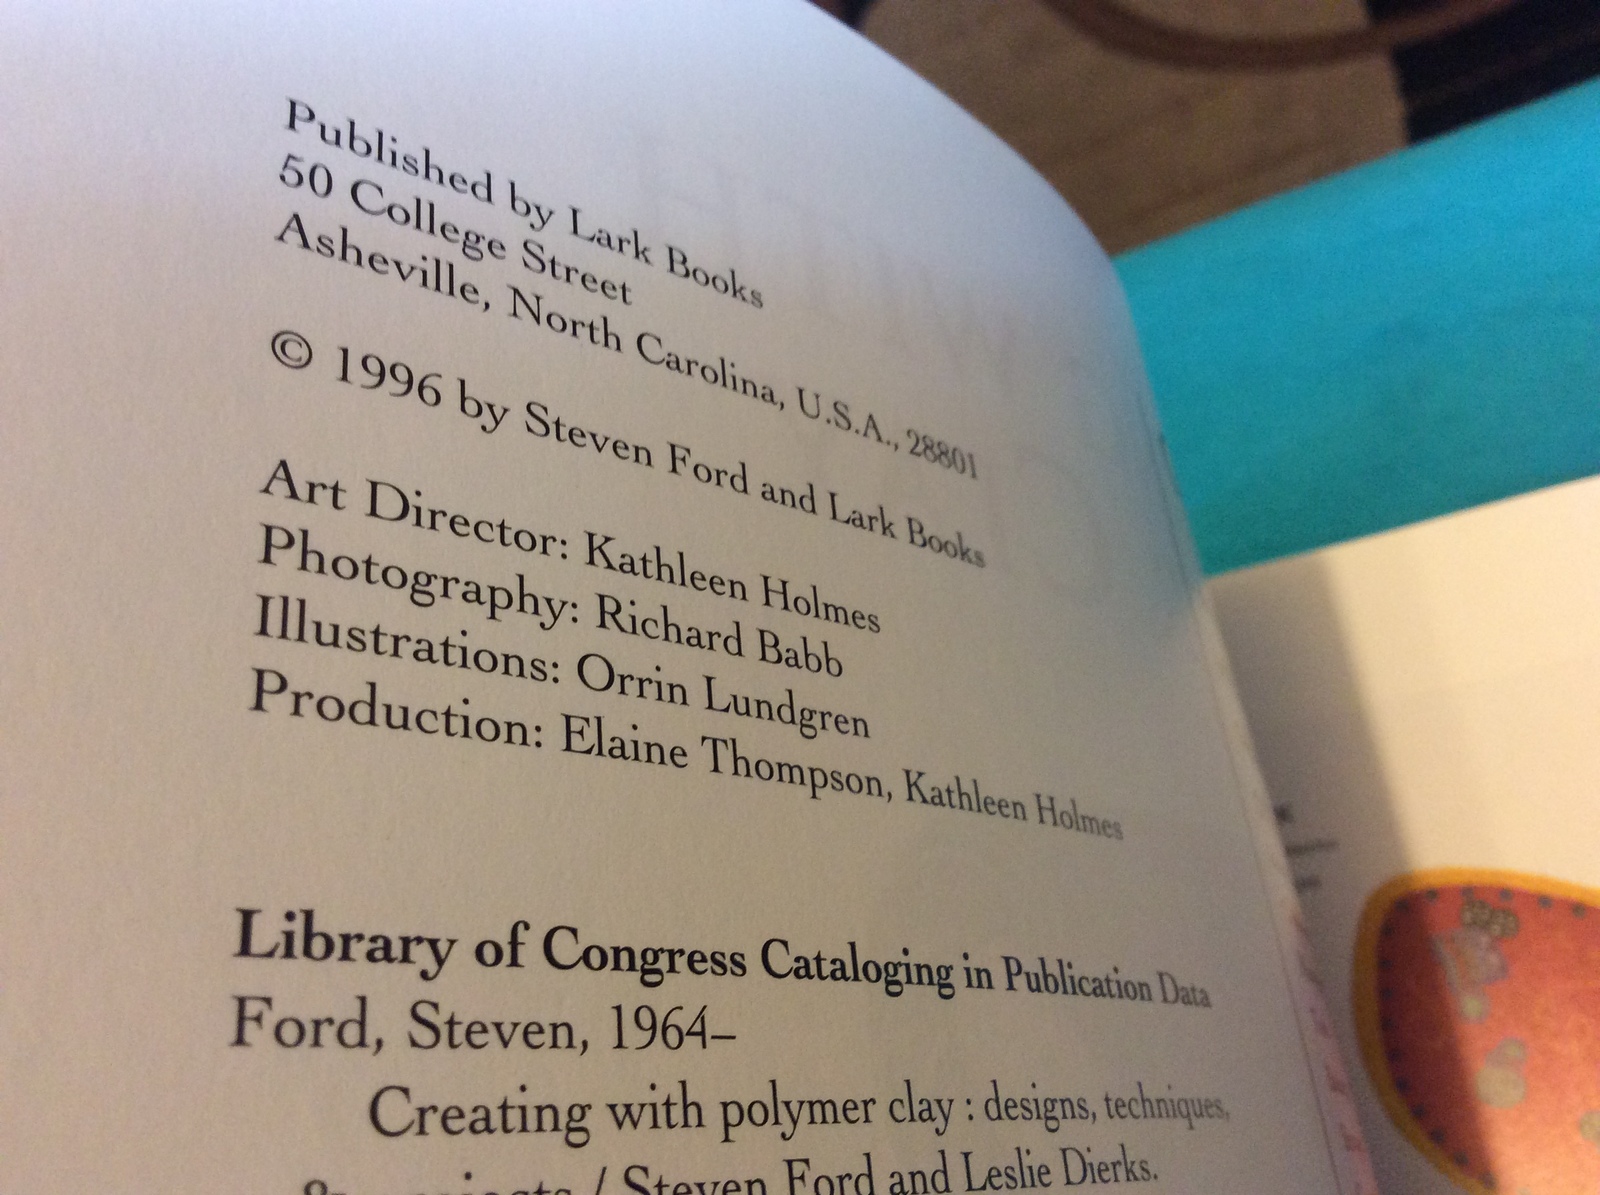 Published by Lark Books
50 College Street
Asheville, North Carolina, U.S.A., 28801
© 1996 by Steven Ford and Lark Books
Art Director: Kathleen Holmes
Photography: Richard Babb
Illustrations: Orrin Lundgren
Production: Elaine Thompson, Kathleen Holmes
Library of Congress Cataloging in Publication Data
Ford, Steven, 1964–
Creating with polymer clay : designs, techniques,
& projects / Steven Ford and Leslie Dierks.